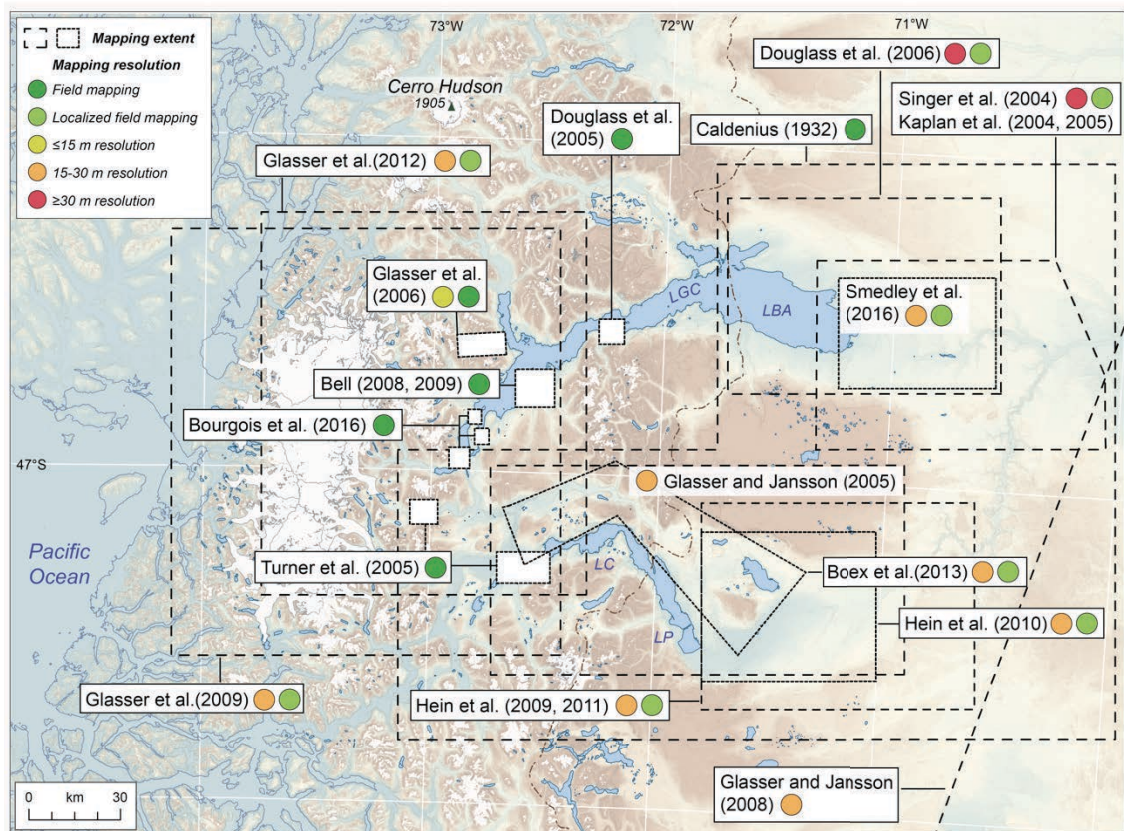 73°W
72°W
71°W
Mapping extent
Mapping resolution
Field mapping
Localized field mapping
≤15 m resolution
15-30 m resolution
≥30 m resolution
Cerro Hudson
1905
Douglass et al. (2006)
Singer et al. (2004)
Kaplan et al. (2004, 2005)
Douglass et al.
(2005)
Caldenius (1932)
Glasser et al.(2012)
Glasser et al.
(2006)
LGC
LBA
Smedley et al.
(2016)
Bell (2008, 2009)
Bourgois et al. (2016)
47°S
Glasser and Jansson (2005)
Pacific
Ocean
Turner et al. (2005)
LC
Boex et al.(2013)
LP
Hein et al. (2010)
Glasser et al.(2009)
Hein et al. (2009, 2011)
Glasser and Jansson
(2008)
0 km 30